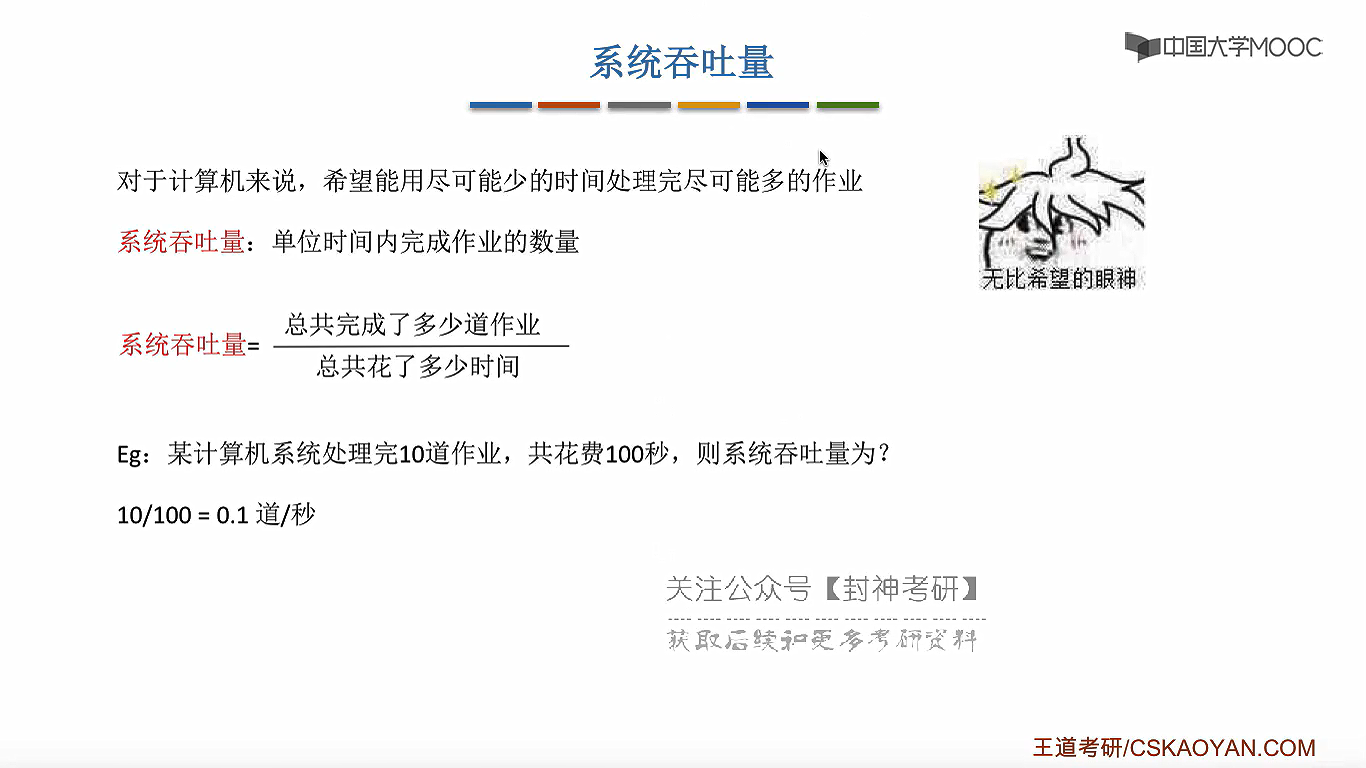 系统吞吐量
中国大学MOOC
对于计算机来说，希望能用尽可能少的时间处理完尽可能多的作业
系统吞吐量：单位时间内完成作业的数量
无比希望的眼神
总共完成了多少道作业
系统吞吐量=
总共花了多少时间
Eg：某计算机系统处理完10道作业，共花费100秒，则系统吞吐量为？
10/100 = 0.1 道/秒
关注公众号【封神考研】
获取后续和更多考研资料
王道考研/CSKAOYAN.COM